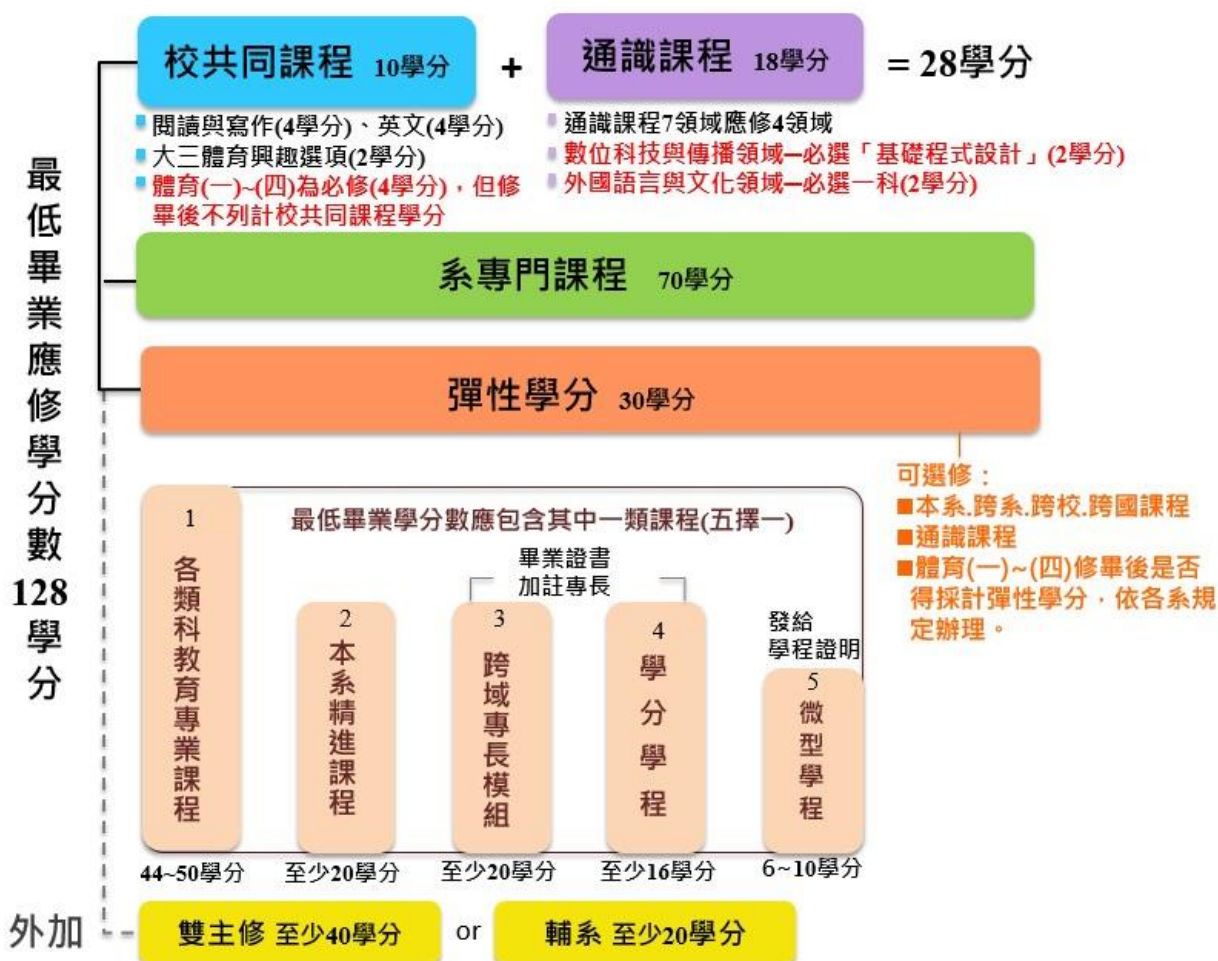 校共同課程 10學分 + 通識課程 18學分 = 28學分
▪閱讀與寫作(4學分)、英文(4學分)
▪大三體育興趣選項(2學分)
▪體育(一)~(四)為必修(4學分)，但修
畢後不列計校共同課程學分
▪通識課程7領域應修4領域
▪數位科技與傳播領域—必選「基礎程式設計」(2學分)
▪外國語言與文化領域—必選一科(2學分)
最低畢業應修學分數128學分
系專門課程 70學分
彈性學分 30學分
可選修：
■本系.跨系.跨校.跨國課程
■通識課程
■體育(一)~(四)修畢後是否
得採計彈性學分，依各系規
定辦理。
最低畢業學分數應包含其中一類課程(五擇一)
畢業證書
加註專長
發給
學程證明
1
各類科教育專業課程
2
本系精進課程
3
跨域專長模組
4
學分學程
5
微型學程
44~50學分
至少20學分
至少20學分
至少16學分
6~10學分
外加
雙主修 至少40學分 or 輔系 至少20學分